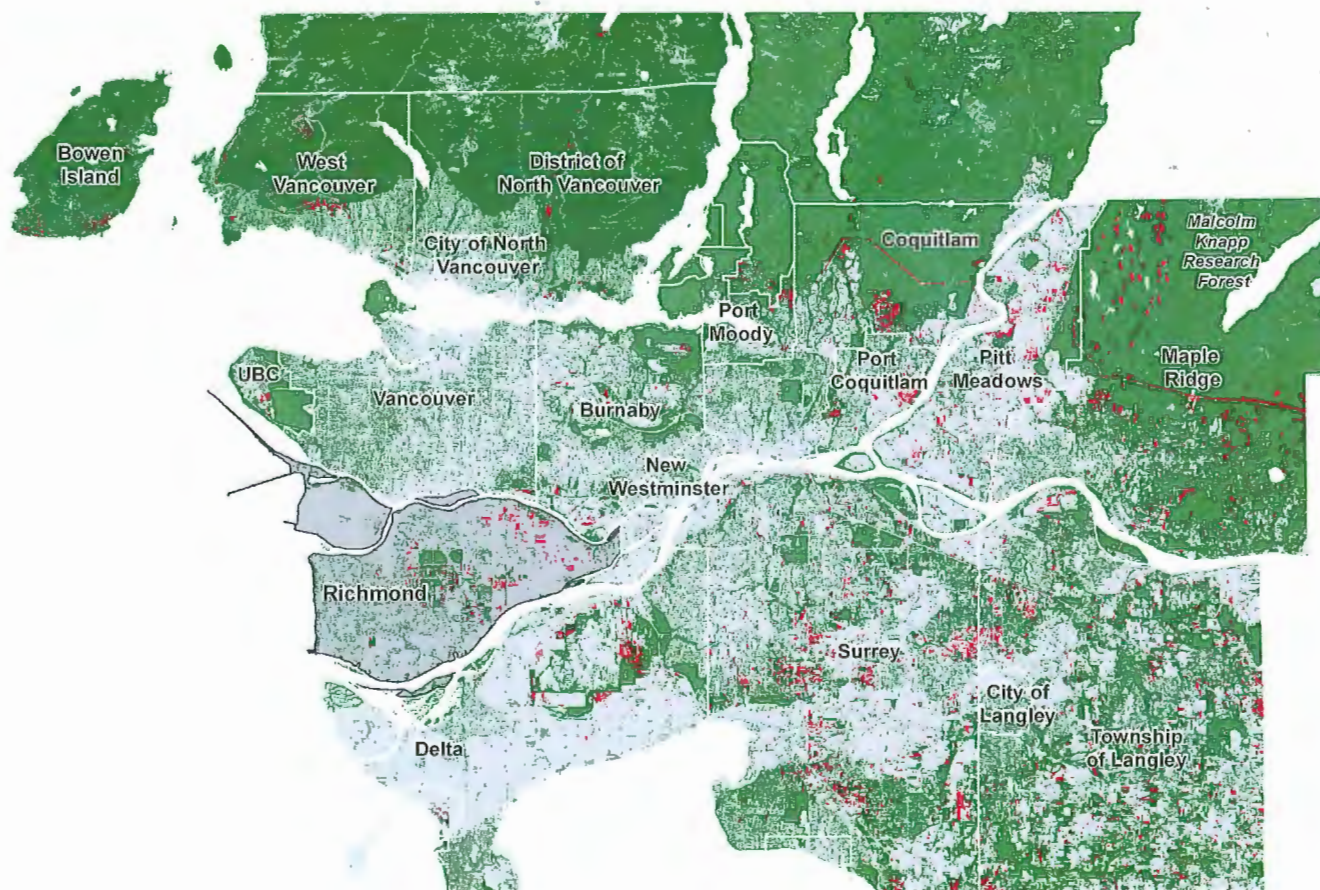 Bowen
Island
West
Vancouver
District of
North Vancouver
City of North
Vancouver
Coquitlam
Malcolm
Knapp
Research
Forest
Port
Moody
UBC
Vancouver
Burnaby
Port
Coquitlam
Pitt
Meadows
Maple
Ridge
New
Westminster
Richmond
Surrey
City of
Langley
Township
of Langley
Delta